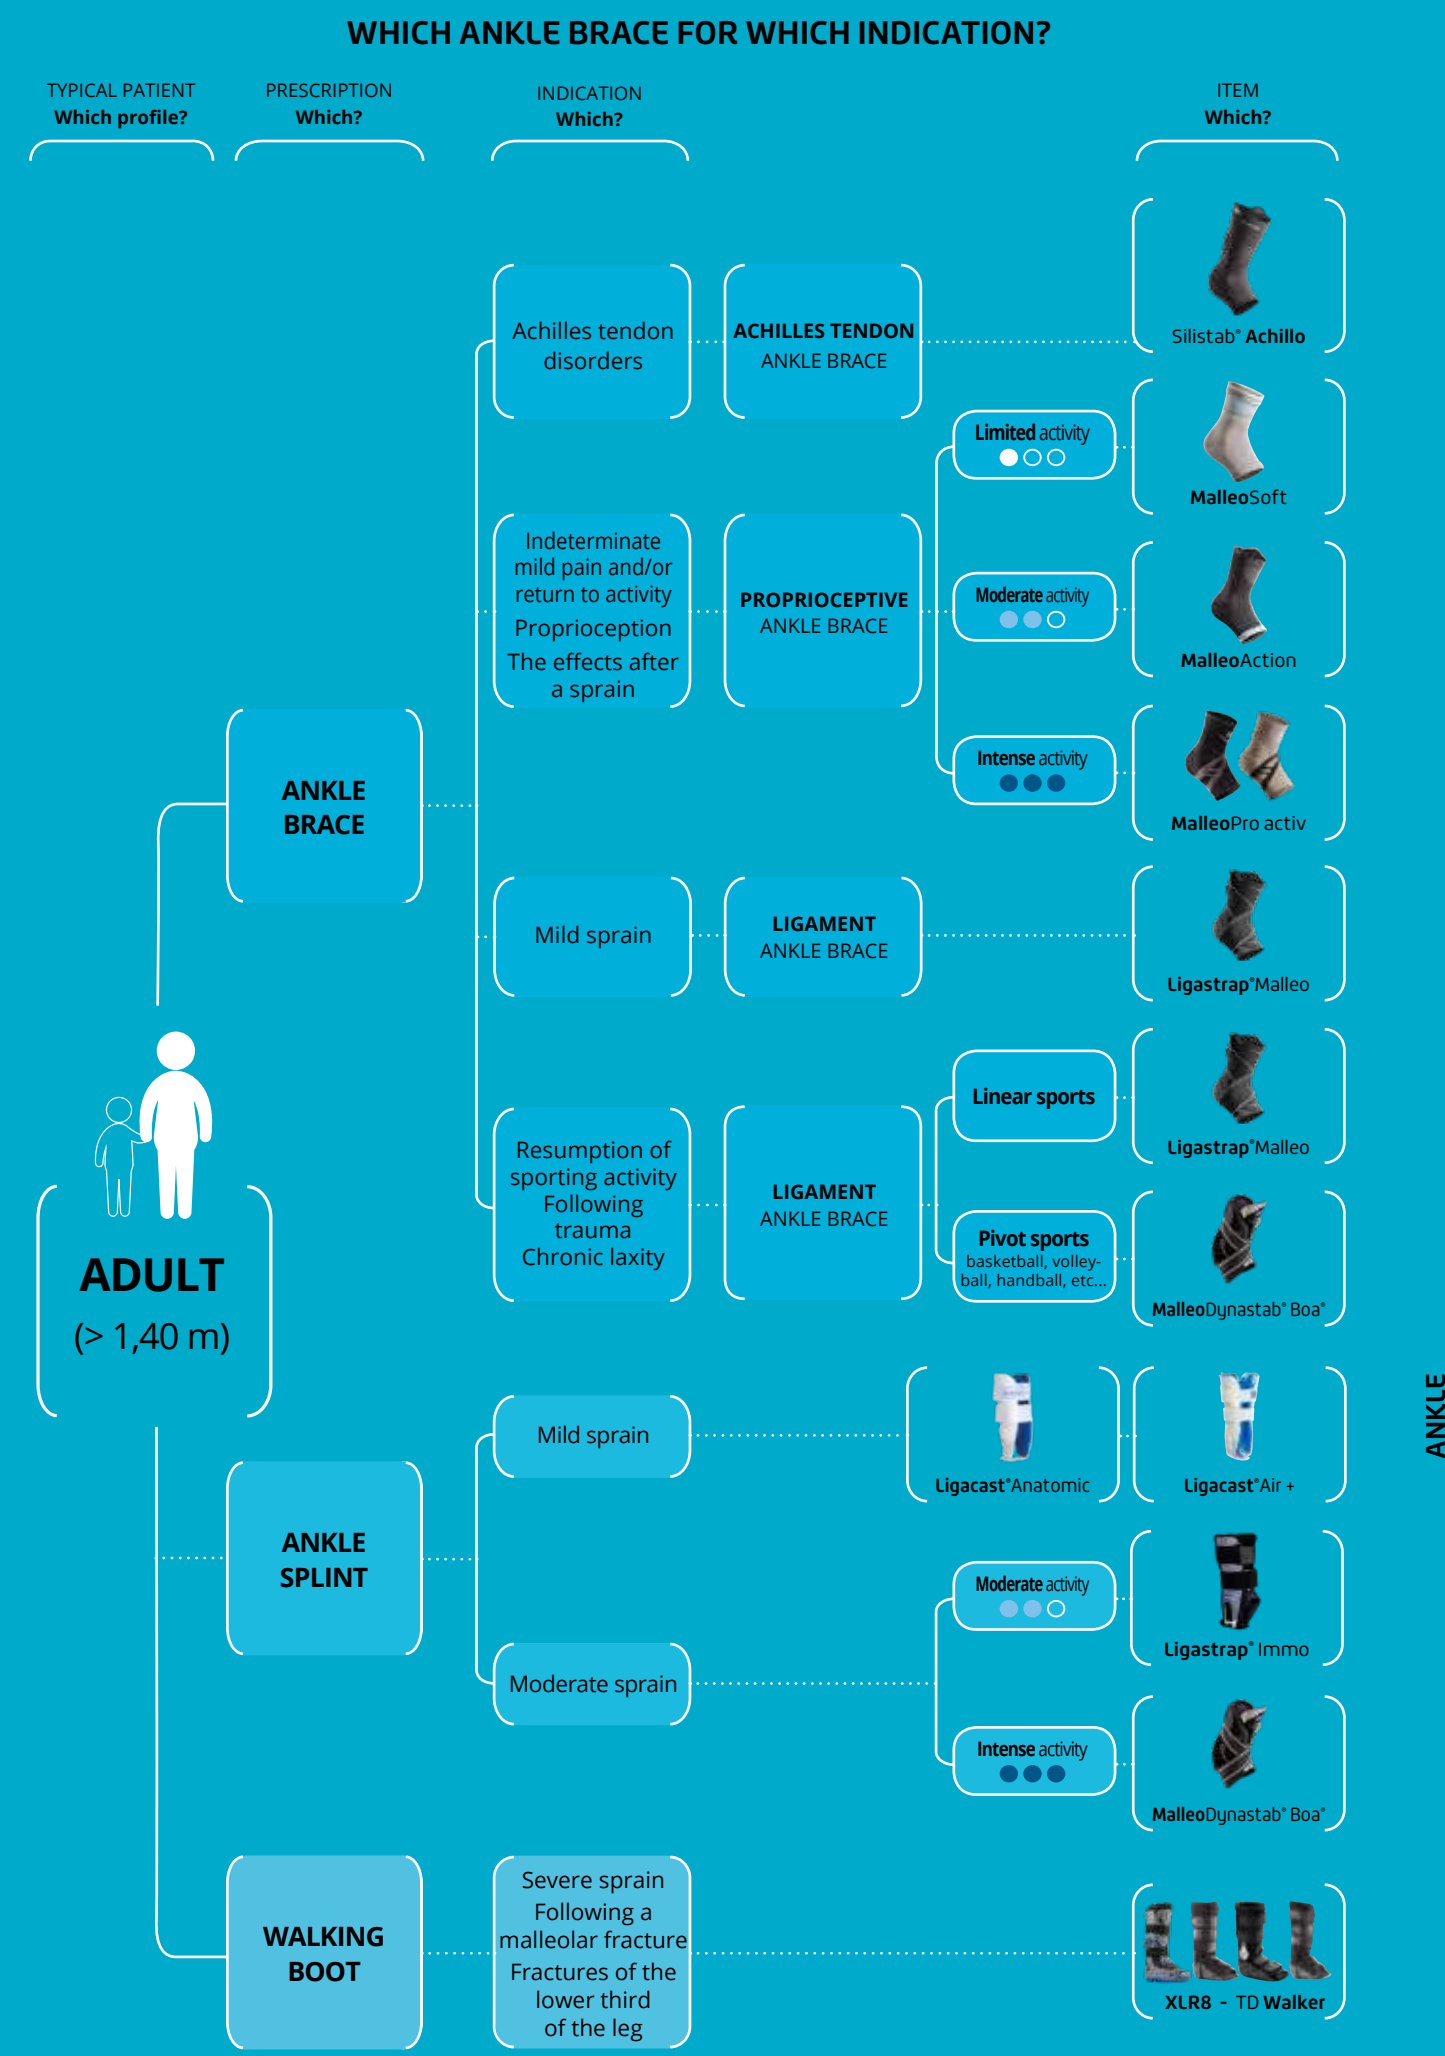 WHICH ANKLE BRACE FOR WHICH INDICATION?
TYPICAL PATIENT
Which profile?
PRESCRIPTION
Which?
INDICATION
Which?
ITEM
Which?
Achilles tendon
disorders
ACHILLES TENDON
ANKLE BRACE
Silistab® Achillo
Limited activity
MalleoSoft
Indeterminate
mild pain and/or
return to activity
Proprioception
The effects after
a sprain
PROPRIOCEPTIVE
ANKLE BRACE
Moderate activity
MalleoAction
Intense activity
MalleoPro activ
ANKLE
BRACE
Mild sprain
LIGAMENT
ANKLE BRACE
Ligastrap®Malleo
Resumption of
sporting activity
Following
trauma
Chronic laxity
LIGAMENT
ANKLE BRACE
Linear sports
Ligastrap®Malleo
Pivot sports
basketball, volley-
ball, handball, etc...
MalleoDynastab® Boa®
ADULT
(> 1,40 m)
ANKLE
SPLINT
Mild sprain
Ligacast®Anatomic
Ligacast®Air +
Moderate sprain
Moderate activity
Ligastrap® Immo
Intense activity
MalleoDynastab® Boa®
WALKING
BOOT
Severe sprain
Following a
malleolar fracture
Fractures of the
lower third
of the leg
XLR8 - TD Walker
ANKLE